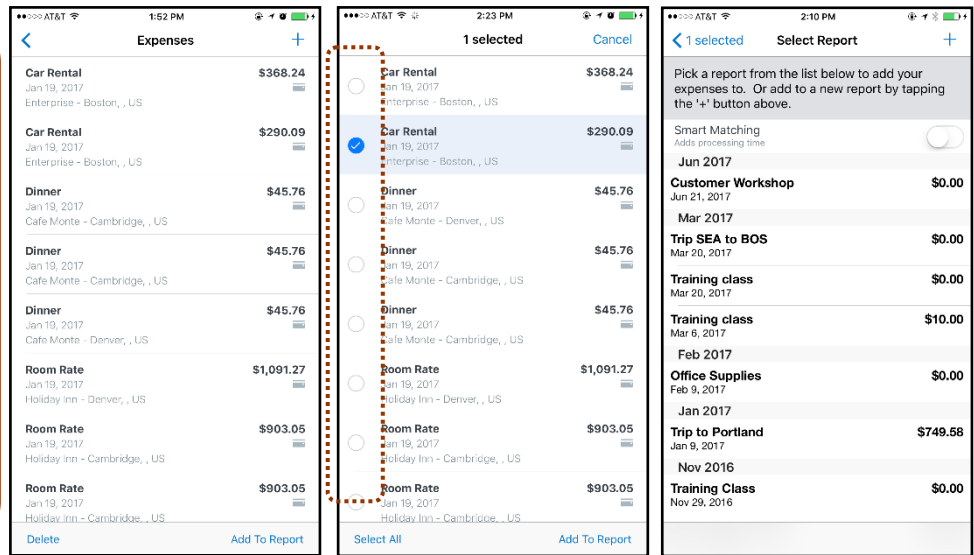 AT&T 1:52 PM
Expenses +
Car Rental $368.24
Jan 19, 2017
Enterprise - Boston, , US
Car Rental $290.09
Jan 19, 2017
Enterprise - Boston, , US
Dinner $45.76
Jan 19, 2017
Cafe Monte - Cambridge, , US
Dinner $45.76
Jan 19, 2017
Cafe Monte - Cambridge, , US
Dinner $45.76
Jan 19, 2017
Cafe Monte - Denver, , US
Room Rate $1,091.27
Jan 19, 2017
Holiday Inn - Denver, , US
Room Rate $903.05
Jan 19, 2017
Holiday Inn - Cambridge, , US
Room Rate $903.05
Jan 19, 2017
Holiday Inn - Cambridge, , US
Delete Add To Report
AT&T 2:23 PM
1 selected Cancel
Car Rental $368.24
Jan 19, 2017
Enterprise - Boston, , US
Car Rental $290.09
Jan 19, 2017
Enterprise - Boston, , US
Dinner $45.76
Jan 19, 2017
Cafe Monte - Denver, , US
Dinner $45.76
Jan 19, 2017
Cafe Monte - Cambridge, , US
Dinner $45.76
Jan 19, 2017
Cafe Monte - Cambridge, , US
Room Rate $1,091.27
Jan 19, 2017
Holiday Inn - Denver, , US
Room Rate $903.05
Jan 19, 2017
Holiday Inn - Cambridge, , US
Room Rate $903.05
Jan 19, 2017
Holiday Inn - Cambridge, , US
Select All Add To Report
AT&T 2:10 PM
1 selected Select Report +
Pick a report from the list below to add your
expenses to. Or add to a new report by tapping
the '+' button above.
Smart Matching
Adds processing time
Jun 2017
Customer Workshop $0.00
Jun 21, 2017
Mar 2017
Trip SEA to BOS $0.00
Mar 20, 2017
Training class $0.00
Mar 20, 2017
Training class $10.00
Mar 6, 2017
Feb 2017
Office Supplies $0.00
Feb 9, 2017
Jan 2017
Trip to Portland $749.58
Jan 9, 2017
Nov 2016
Training Class $0.00
Nov 29, 2016